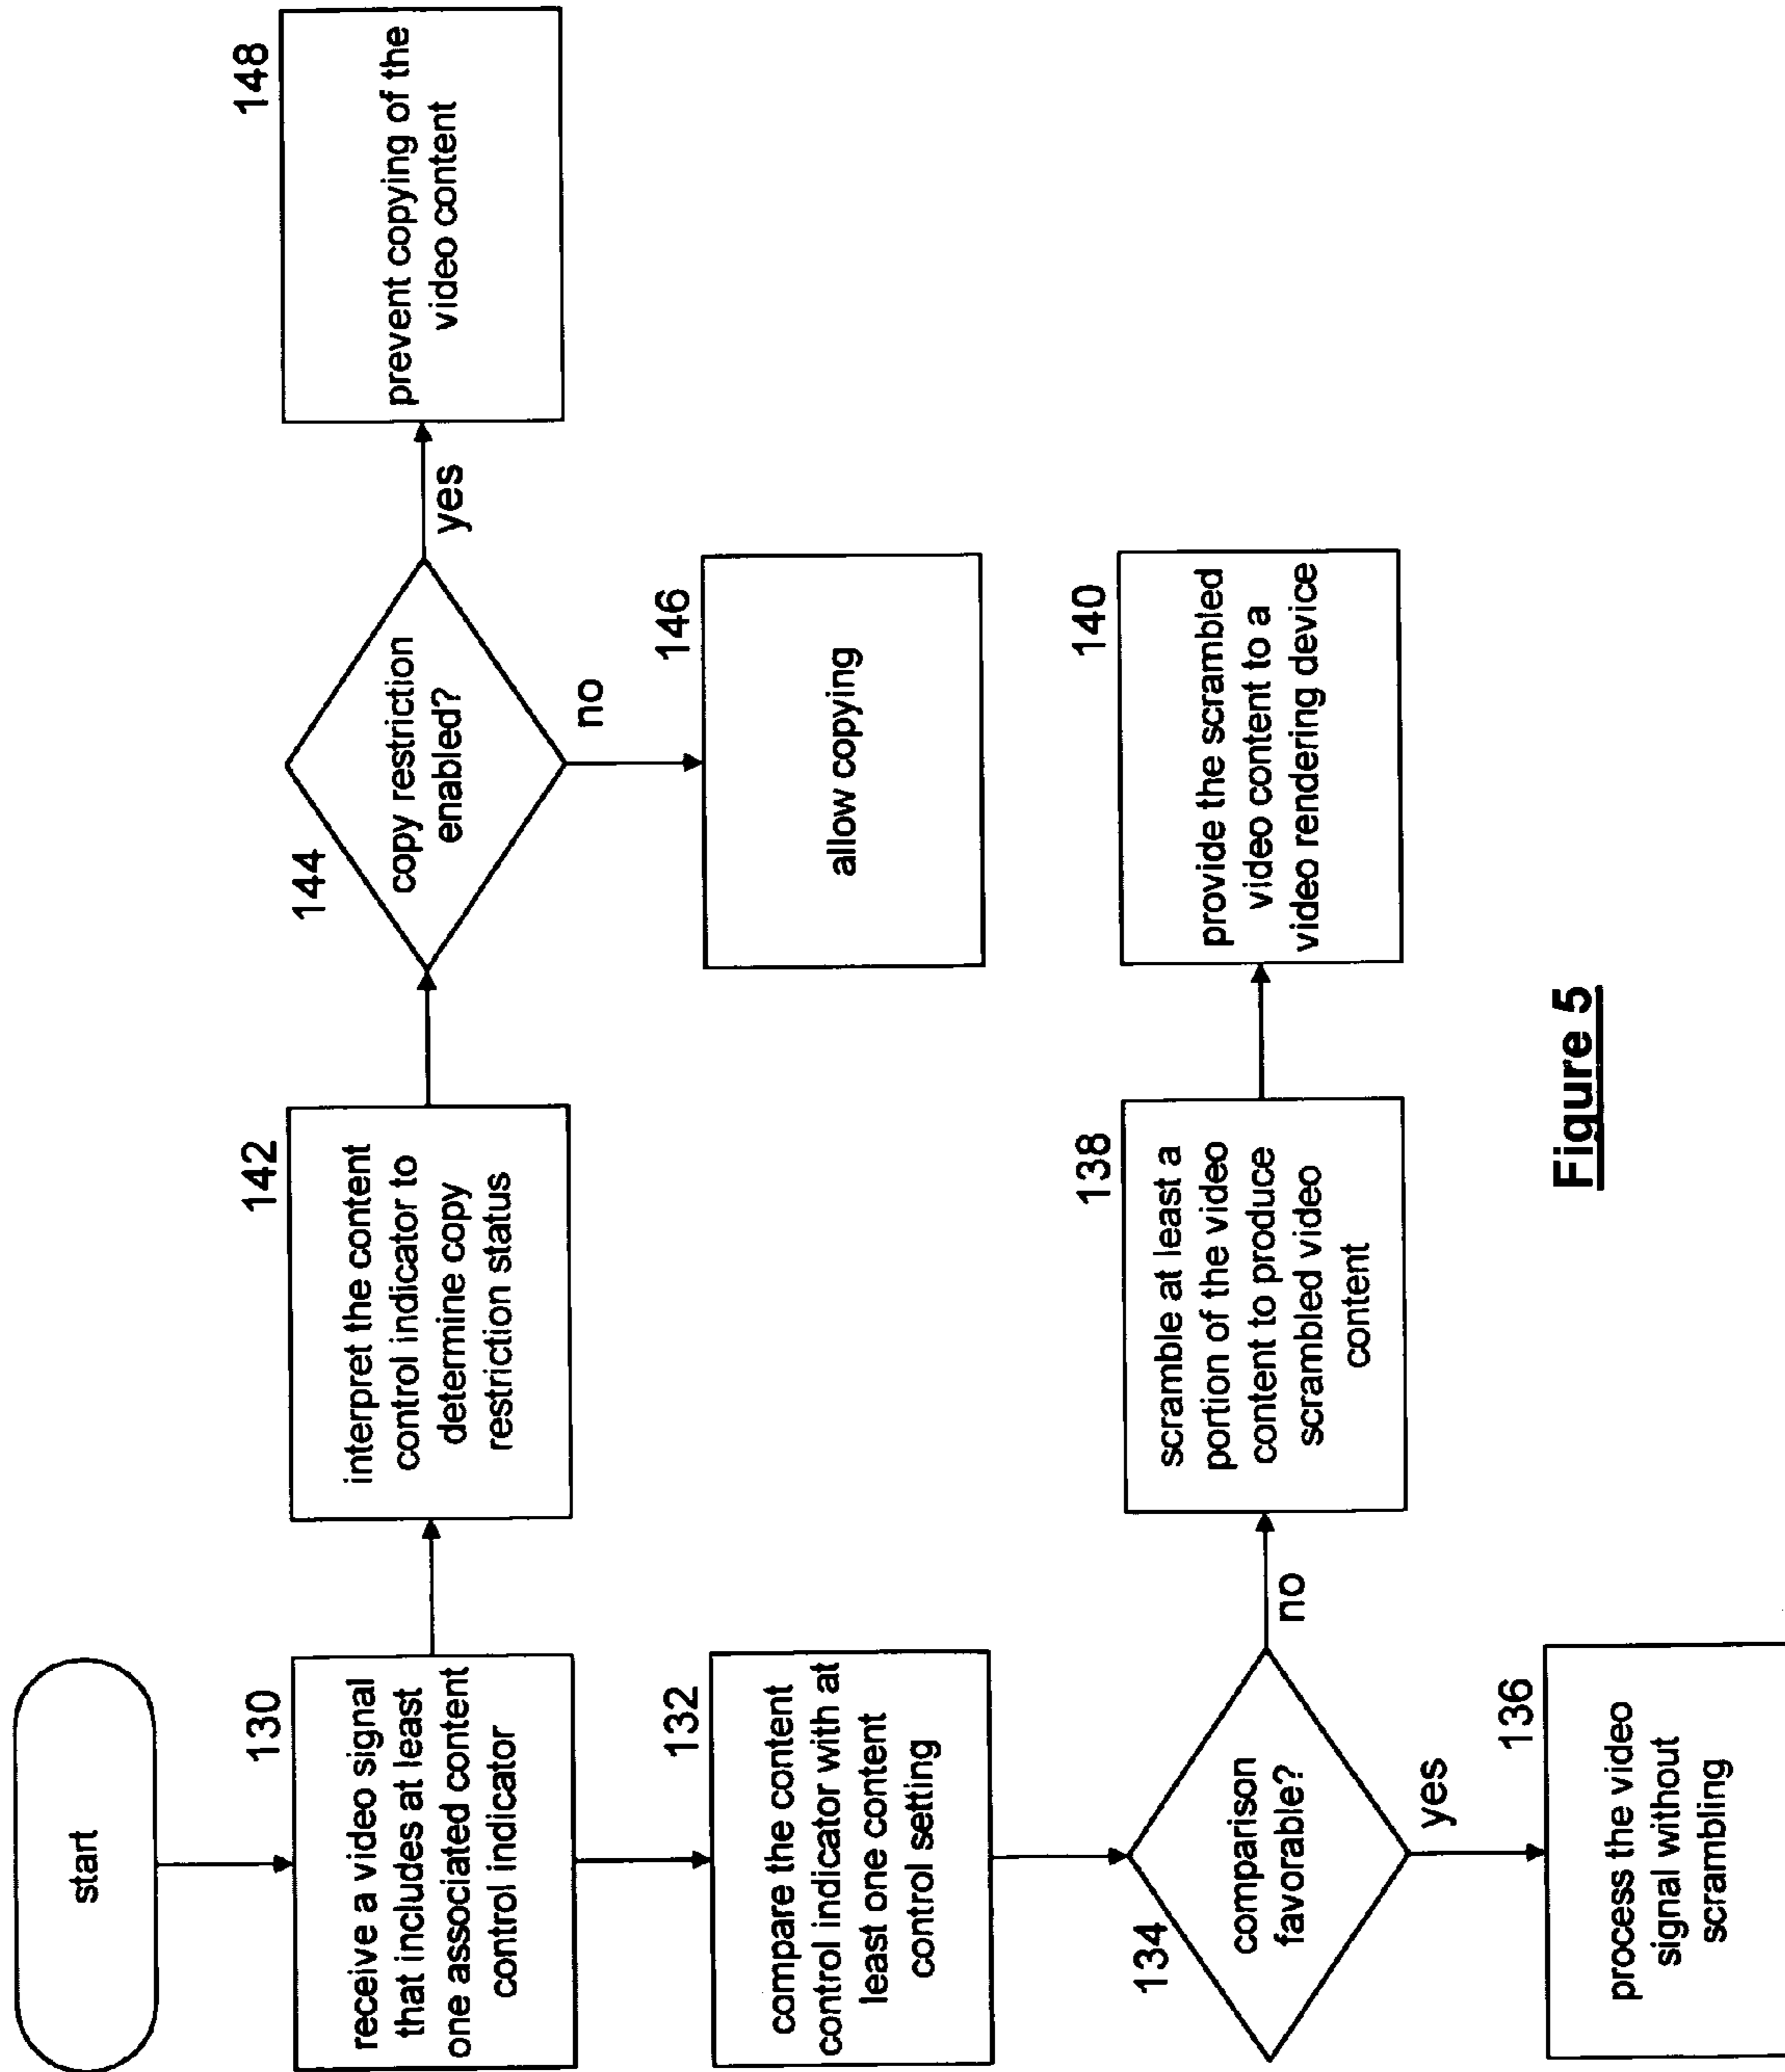 start
130
receive a video signal
that includes at least
one associated content
control indicator
142
interpret the content
control indicator to
determine copy
restriction status
144
copy restriction
enabled?
yes
148
prevent copying of the
video content
no
146
allow copying
132
compare the content
control indicator with at
least one content
control setting
134
comparison
favorable?
no
138
scramble at least a
portion of the video
content to produce
scrambled video
content
140
provide the scrambled
video content to a
video rendering device
yes
136
process the video
signal without
scrambling
Figure 5